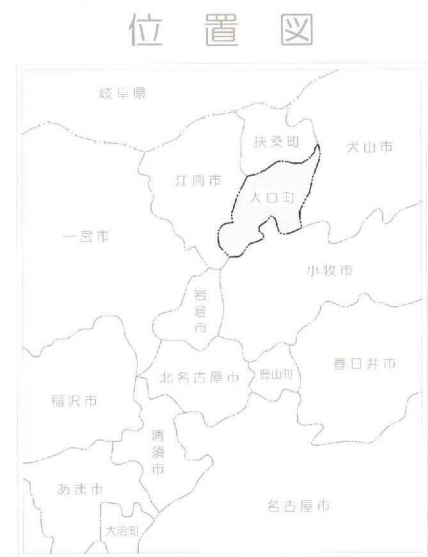 位置図
岐阜県
扶桑町
犬山市
江南市
大口町
一宮市
小牧市
岩倉市
春日井市
北名古屋市
豊山町
稲沢市
清須市
あま市
名古屋市
大治町